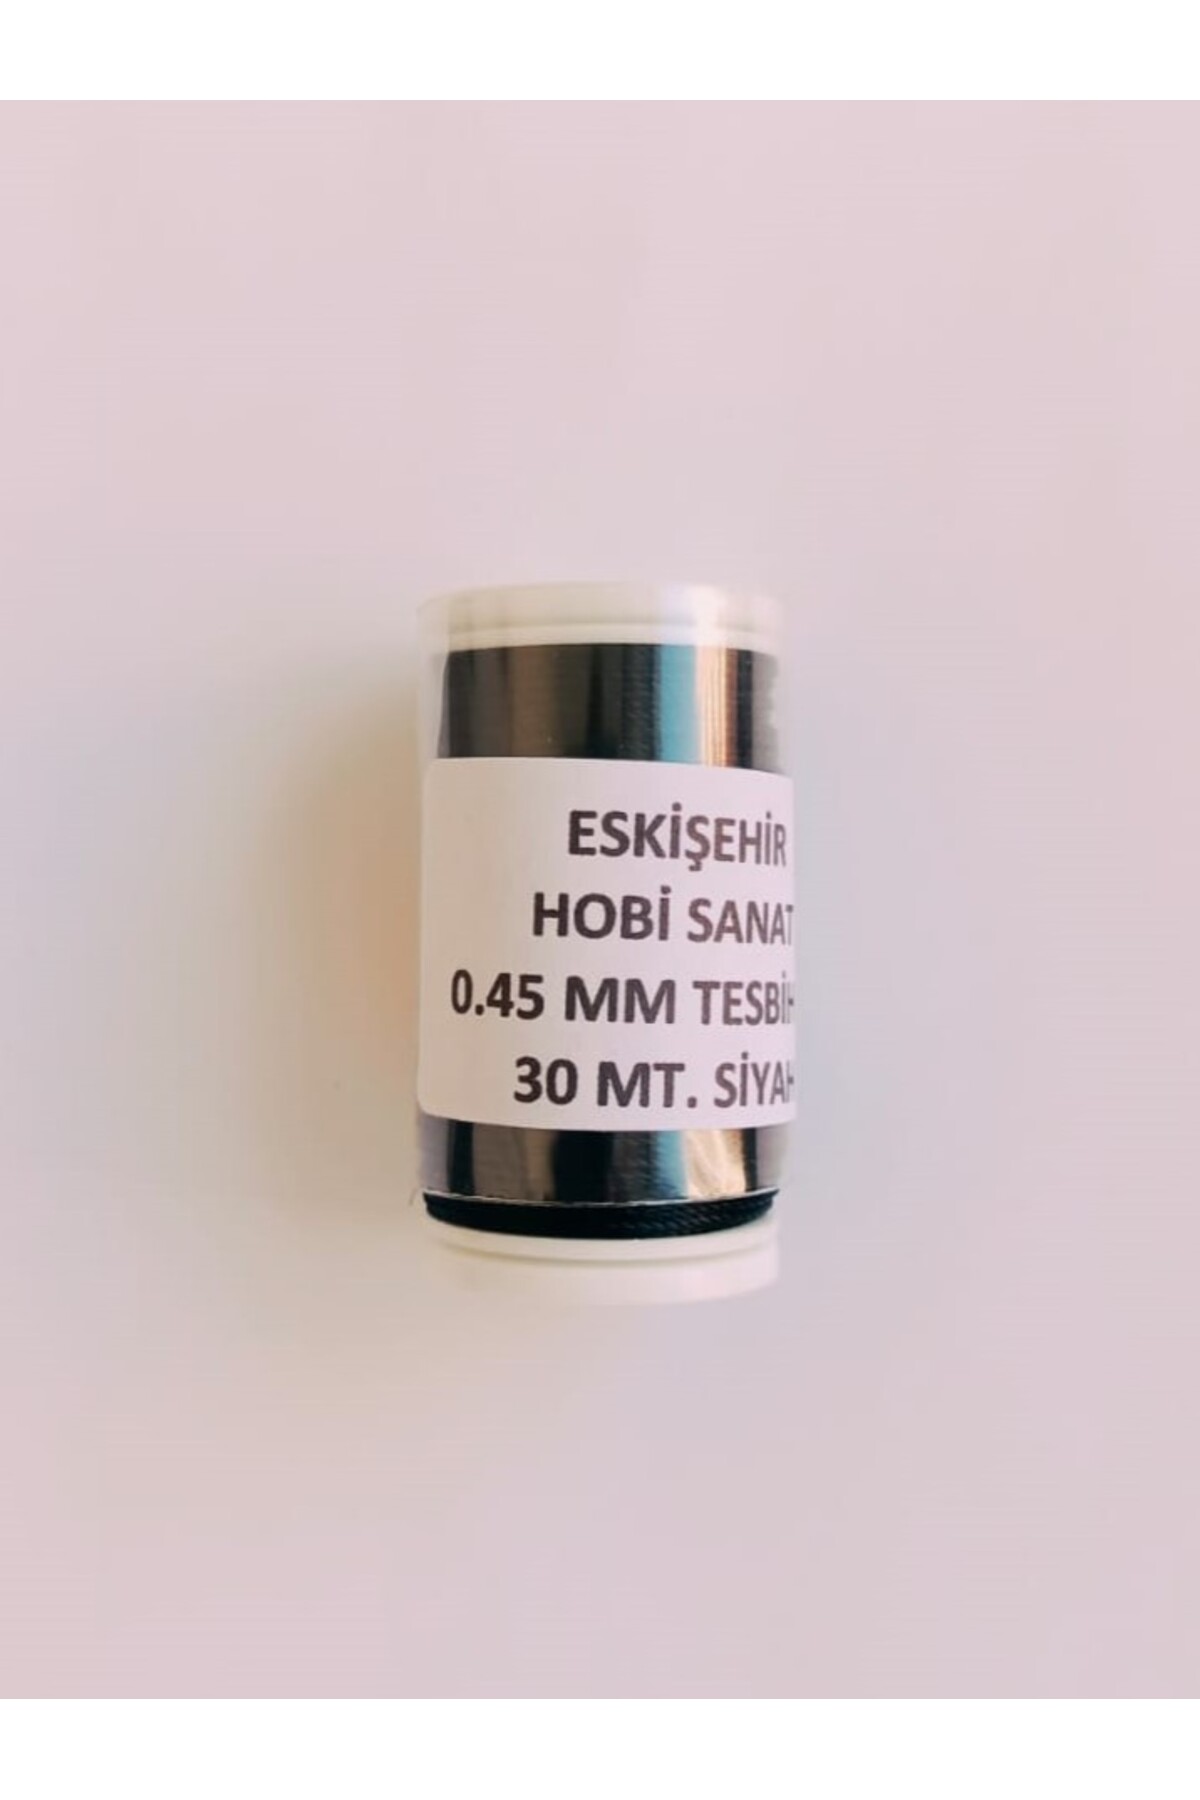 ESKİŞEHİR
HOBİ SANAT
0.45 MM TESBİH
30 MT. SİYAH